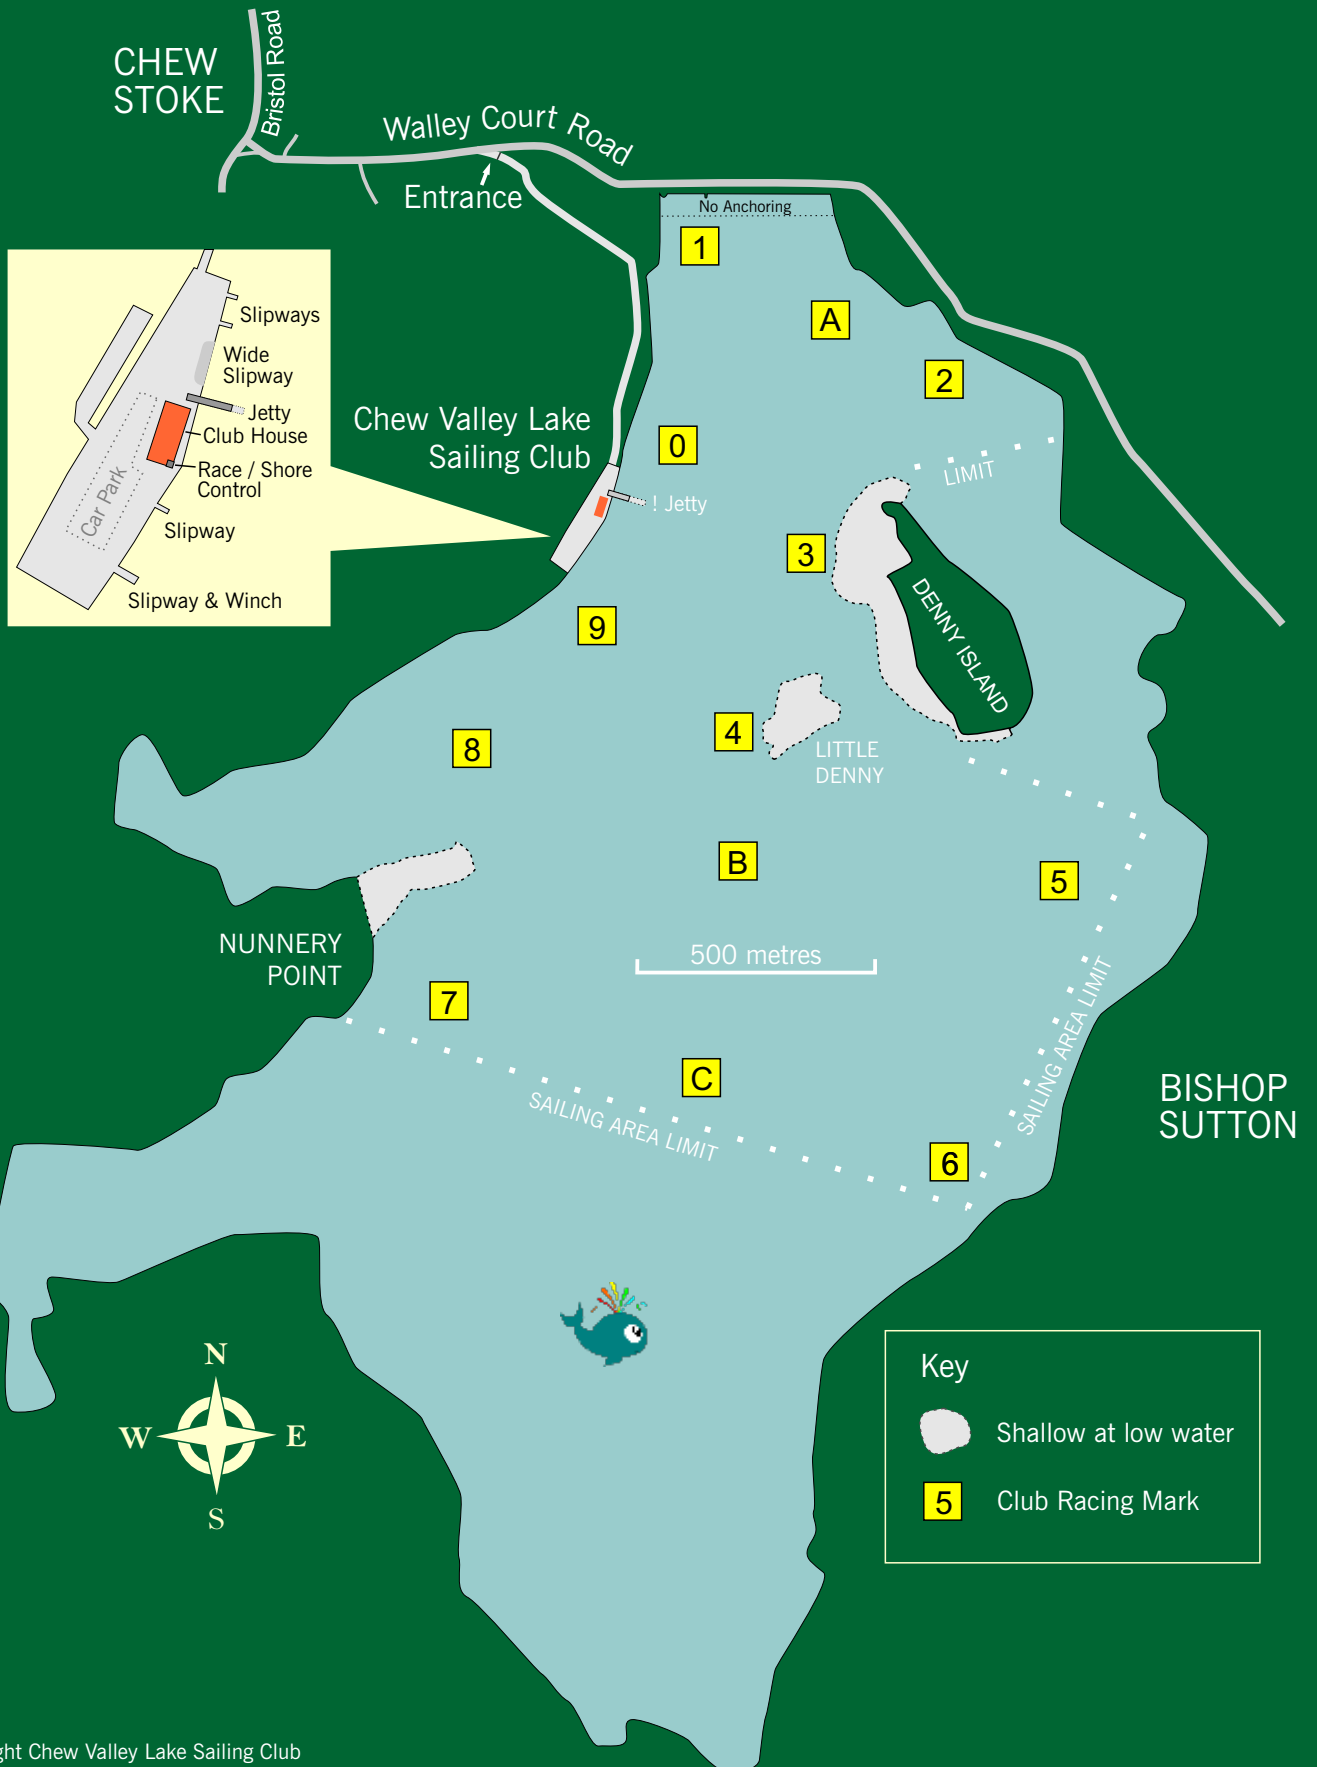 CHEW
STOKE
Bristol Road
Walley Court Road
Entrance
No Anchoring
1
A
2
Slipways
Wide
Slipway
Jetty
Club House
Race / Shore
Control
Car Park
Slipway
Slipway & Winch
Chew Valley Lake
Sailing Club
0
LIMIT
! Jetty
3
DENNY ISLAND
9
4
8
LITTLE
DENNY
B
5
NUNNERY
POINT
500 metres
7
SAILING AREA LIMIT
C
SAILING AREA LIMIT
BISHOP
SUTTON
6
N
W
E
S
Key
Shallow at low water
5
Club Racing Mark
ght Chew Valley Lake Sailing Club